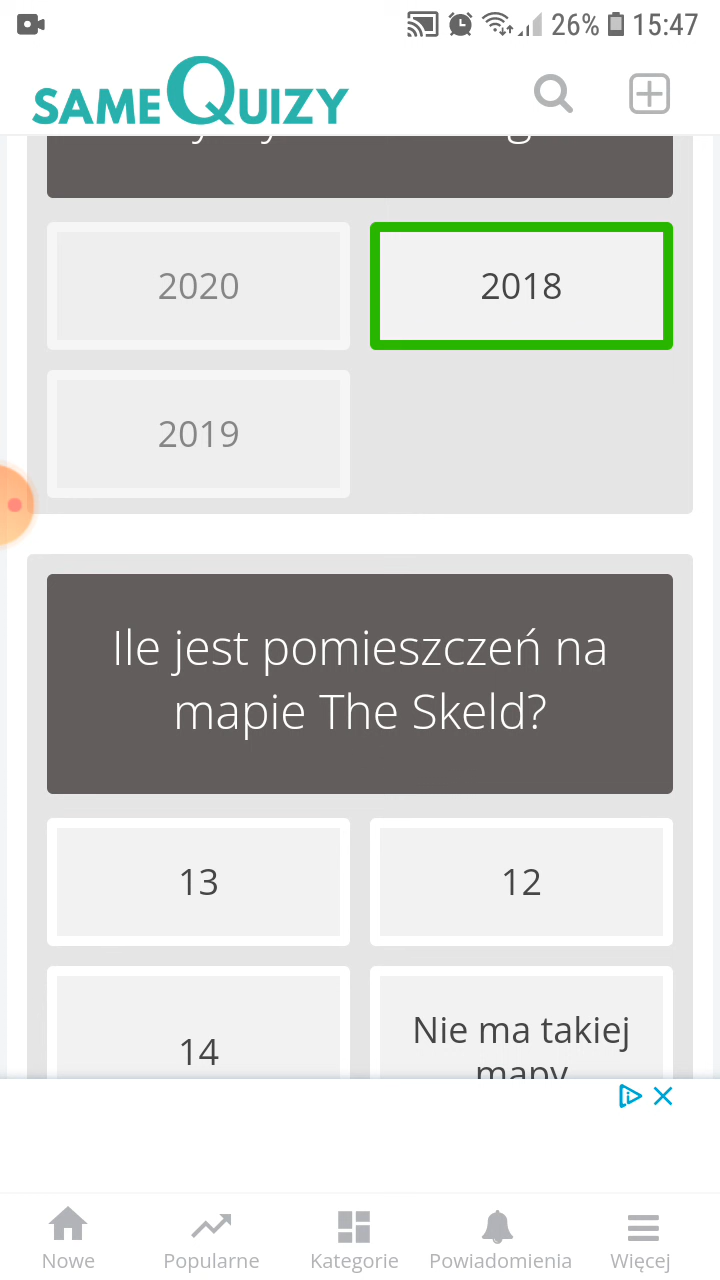 26% 15:47
SAMEQUIZY
2020
2018
2019
Ile jest pomieszczeń na
mapie The Skeld?
13
12
14
Nie ma takiej
mapy
Nowe
Popularne
Kategorie
Powiadomienia
Więcej